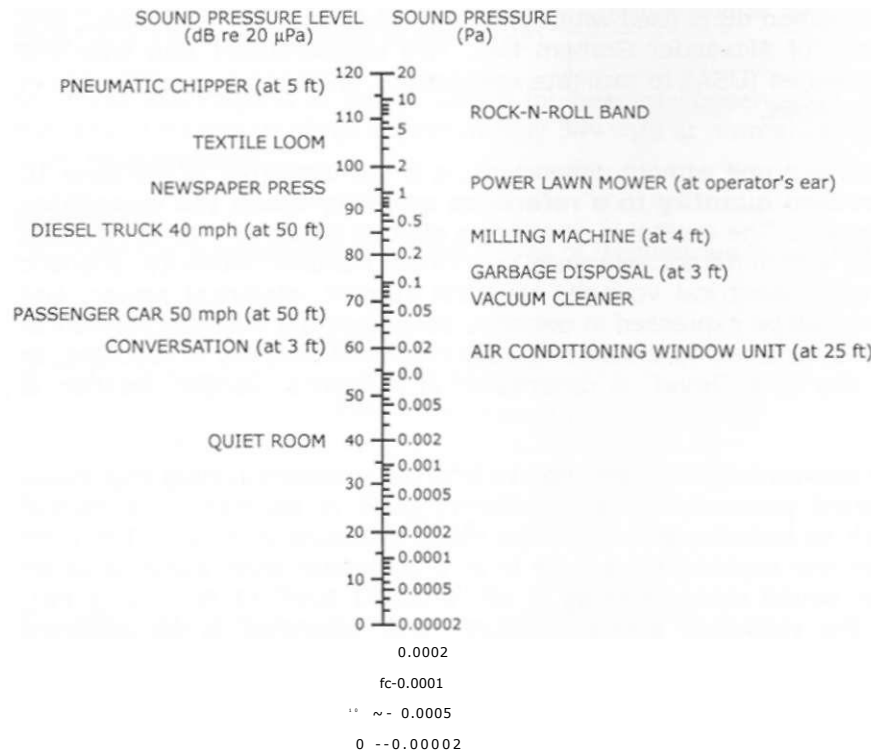 SOUND PRESSURE LEVEL SOUND PRESSURE
(dB re 20 μPa) (Pa)
PNEUMATIC CHIPPER (at 5 ft) 120 20
10
110 ROCK-N-ROLL BAND
5
TEXTILE LOOM
100 2
NEWSPAPER PRESS 1 POWER LAWN MOWER (at operator's ear)
90
0.5
DIESEL TRUCK 40 mph (at 50 ft) MILLING MACHINE (at 4 ft)
80 0.2
GARBAGE DISPOSAL (at 3 ft)
0.1
70 VACUUM CLEANER
PASSENGER CAR 50 mph (at 50 ft) 0.05
CONVERSATION (at 3 ft) 60 0.02 AIR CONDITIONING WINDOW UNIT (at 25 ft)
0.0
50
0.005
QUIET ROOM 40 0.002
0.001
30
0.0005
20 0.0002
0.0001
10
0.0005
0 0.00002
0.0002
fc-0.0001
10 ~- 0.0005
0 --0.00002